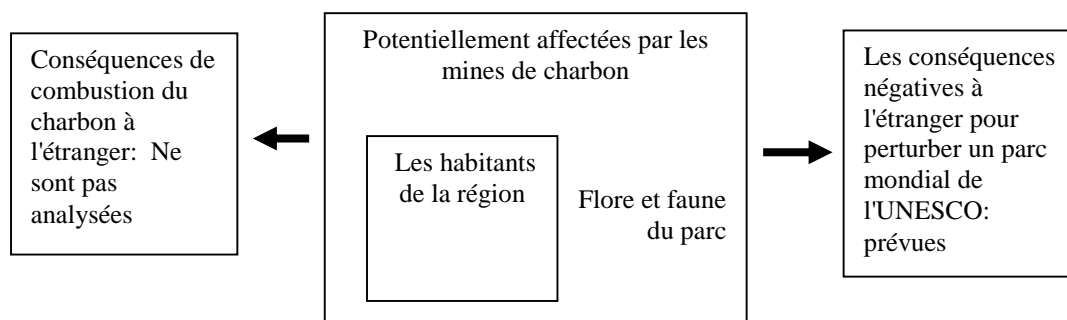 Conséquences de
combustion du
charbon à
l'étranger: Ne
sont pas
analysées
Potentiellement affectées par les
mines de charbon
Les habitants
de la région
Flore et faune
du parc
Les conséquences
négatives à
l'étranger pour
perturber un parc
mondial de
l'UNESCO:
prévues